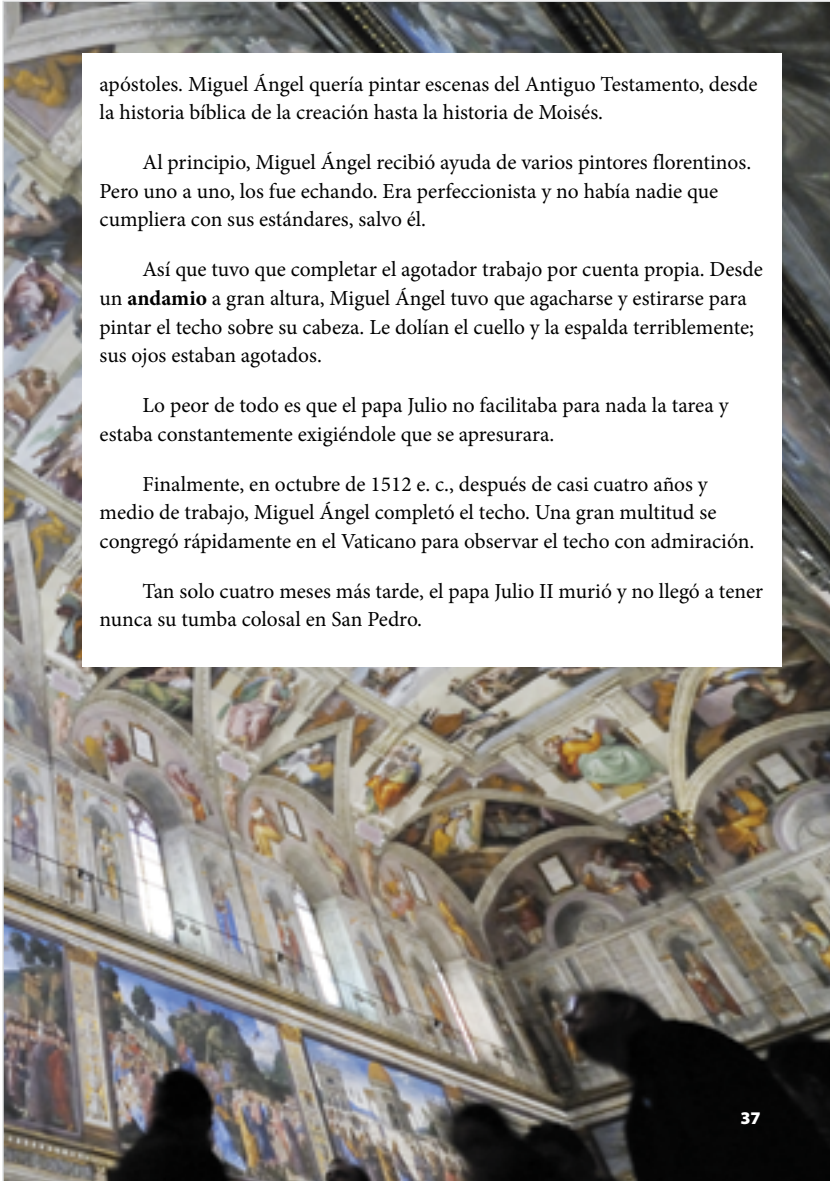 apóstoles. Miguel Ángel quería pintar escenas del Antiguo Testamento, desde
la historia bíblica de la creación hasta la historia de Moisés.
Al principio, Miguel Ángel recibió ayuda de varios pintores florentinos.
Pero uno a uno, los fue echando. Era perfeccionista y no había nadie que
cumpliera con sus estándares, salvo él.
Así que tuvo que completar el agotador trabajo por cuenta propia. Desde
un andamio a gran altura, Miguel Ángel tuvo que agacharse y estirarse para
pintar el techo sobre su cabeza. Le dolían el cuello y la espalda terriblemente;
sus ojos estaban agotados.
Lo peor de todo es que el papa Julio no facilitaba para nada la tarea y
estaba constantemente exigiéndole que se apresurara.
Finalmente, en octubre de 1512 e. c., después de casi cuatro años y
medio de trabajo, Miguel Ángel completó el techo. Una gran multitud se
congregó rápidamente en el Vaticano para observar el techo con admiración.
Tan solo cuatro meses más tarde, el papa Julio II murió y no llegó a tener
nunca su tumba colosal en San Pedro.
37